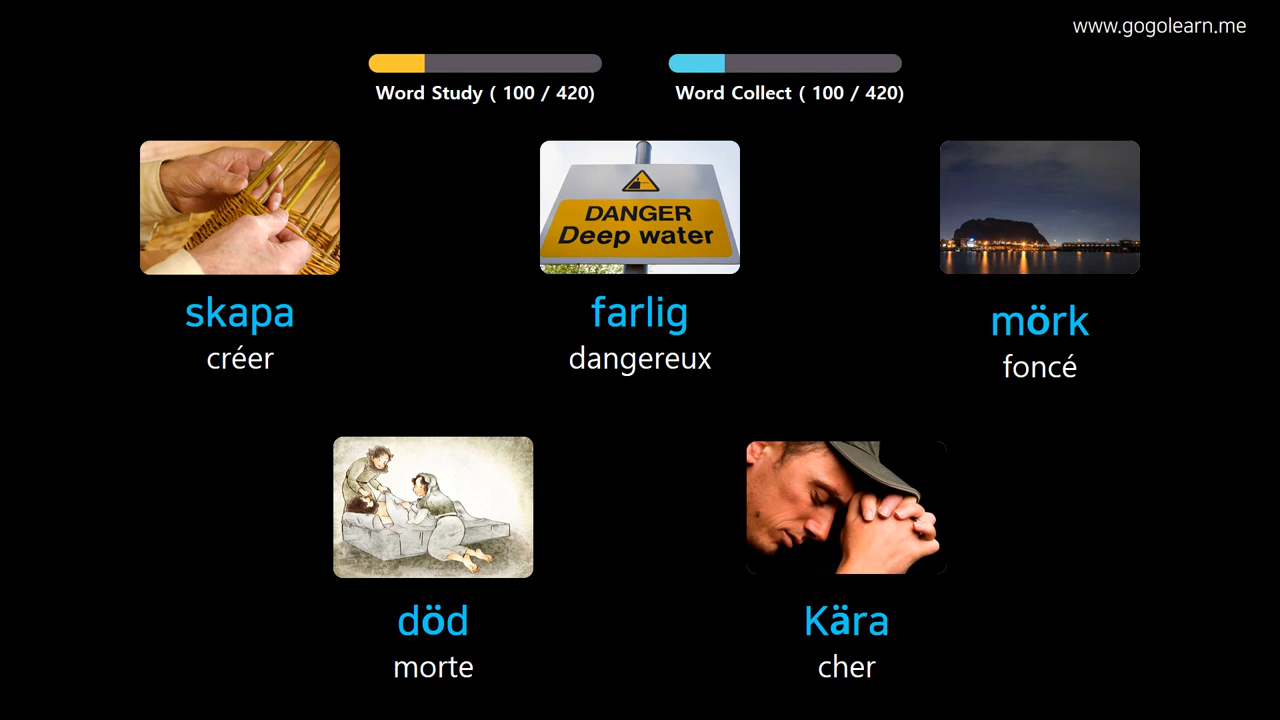 www.gogolearn.me
Word Study ( 100 / 420)
Word Collect ( 100 / 420)
DANGER
Deep water
skapa
créer
farlig
dangereux
mörk
foncé
död
morte
Kära
cher